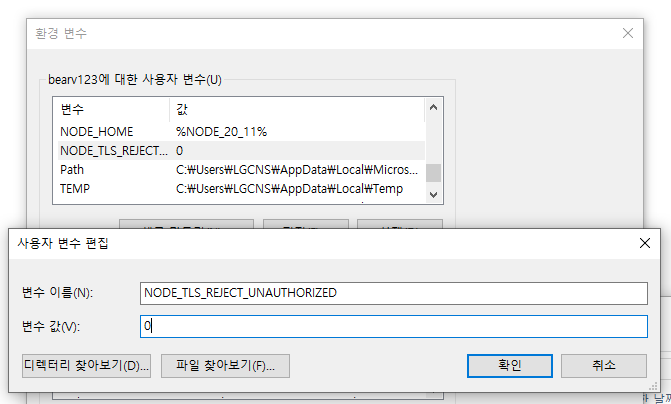 환경 변수
bearv123에 대한 사용자 변수(U)
변수 값
NODE_HOME %NODE_20_11%
NODE_TLS_REJECT... 0
Path C:₩Users₩LGCNS₩AppData₩Local₩Micros...
TEMP C:₩Users₩LGCNS₩AppData₩Local₩Temp
사용자 변수 편집
변수 이름(N): NODE_TLS_REJECT_UNAUTHORIZED
변수 값(V): 0
디렉터리 찾아보기(D)... 파일 찾아보기(F)... 확인 취소